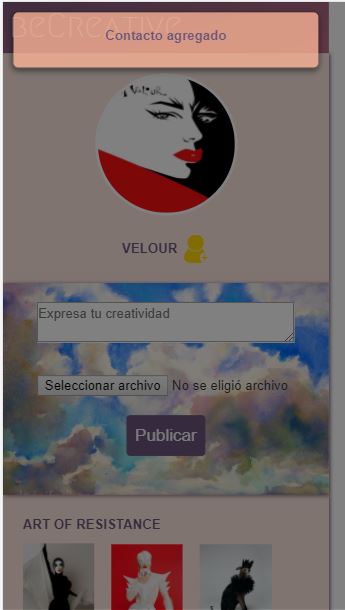 beCreative
Contacto agregado
Velour
VELOUR
Expresa tu creatividad
Seleccionar archivo No se eligió archivo
Publicar
ART OF RESISTANCE